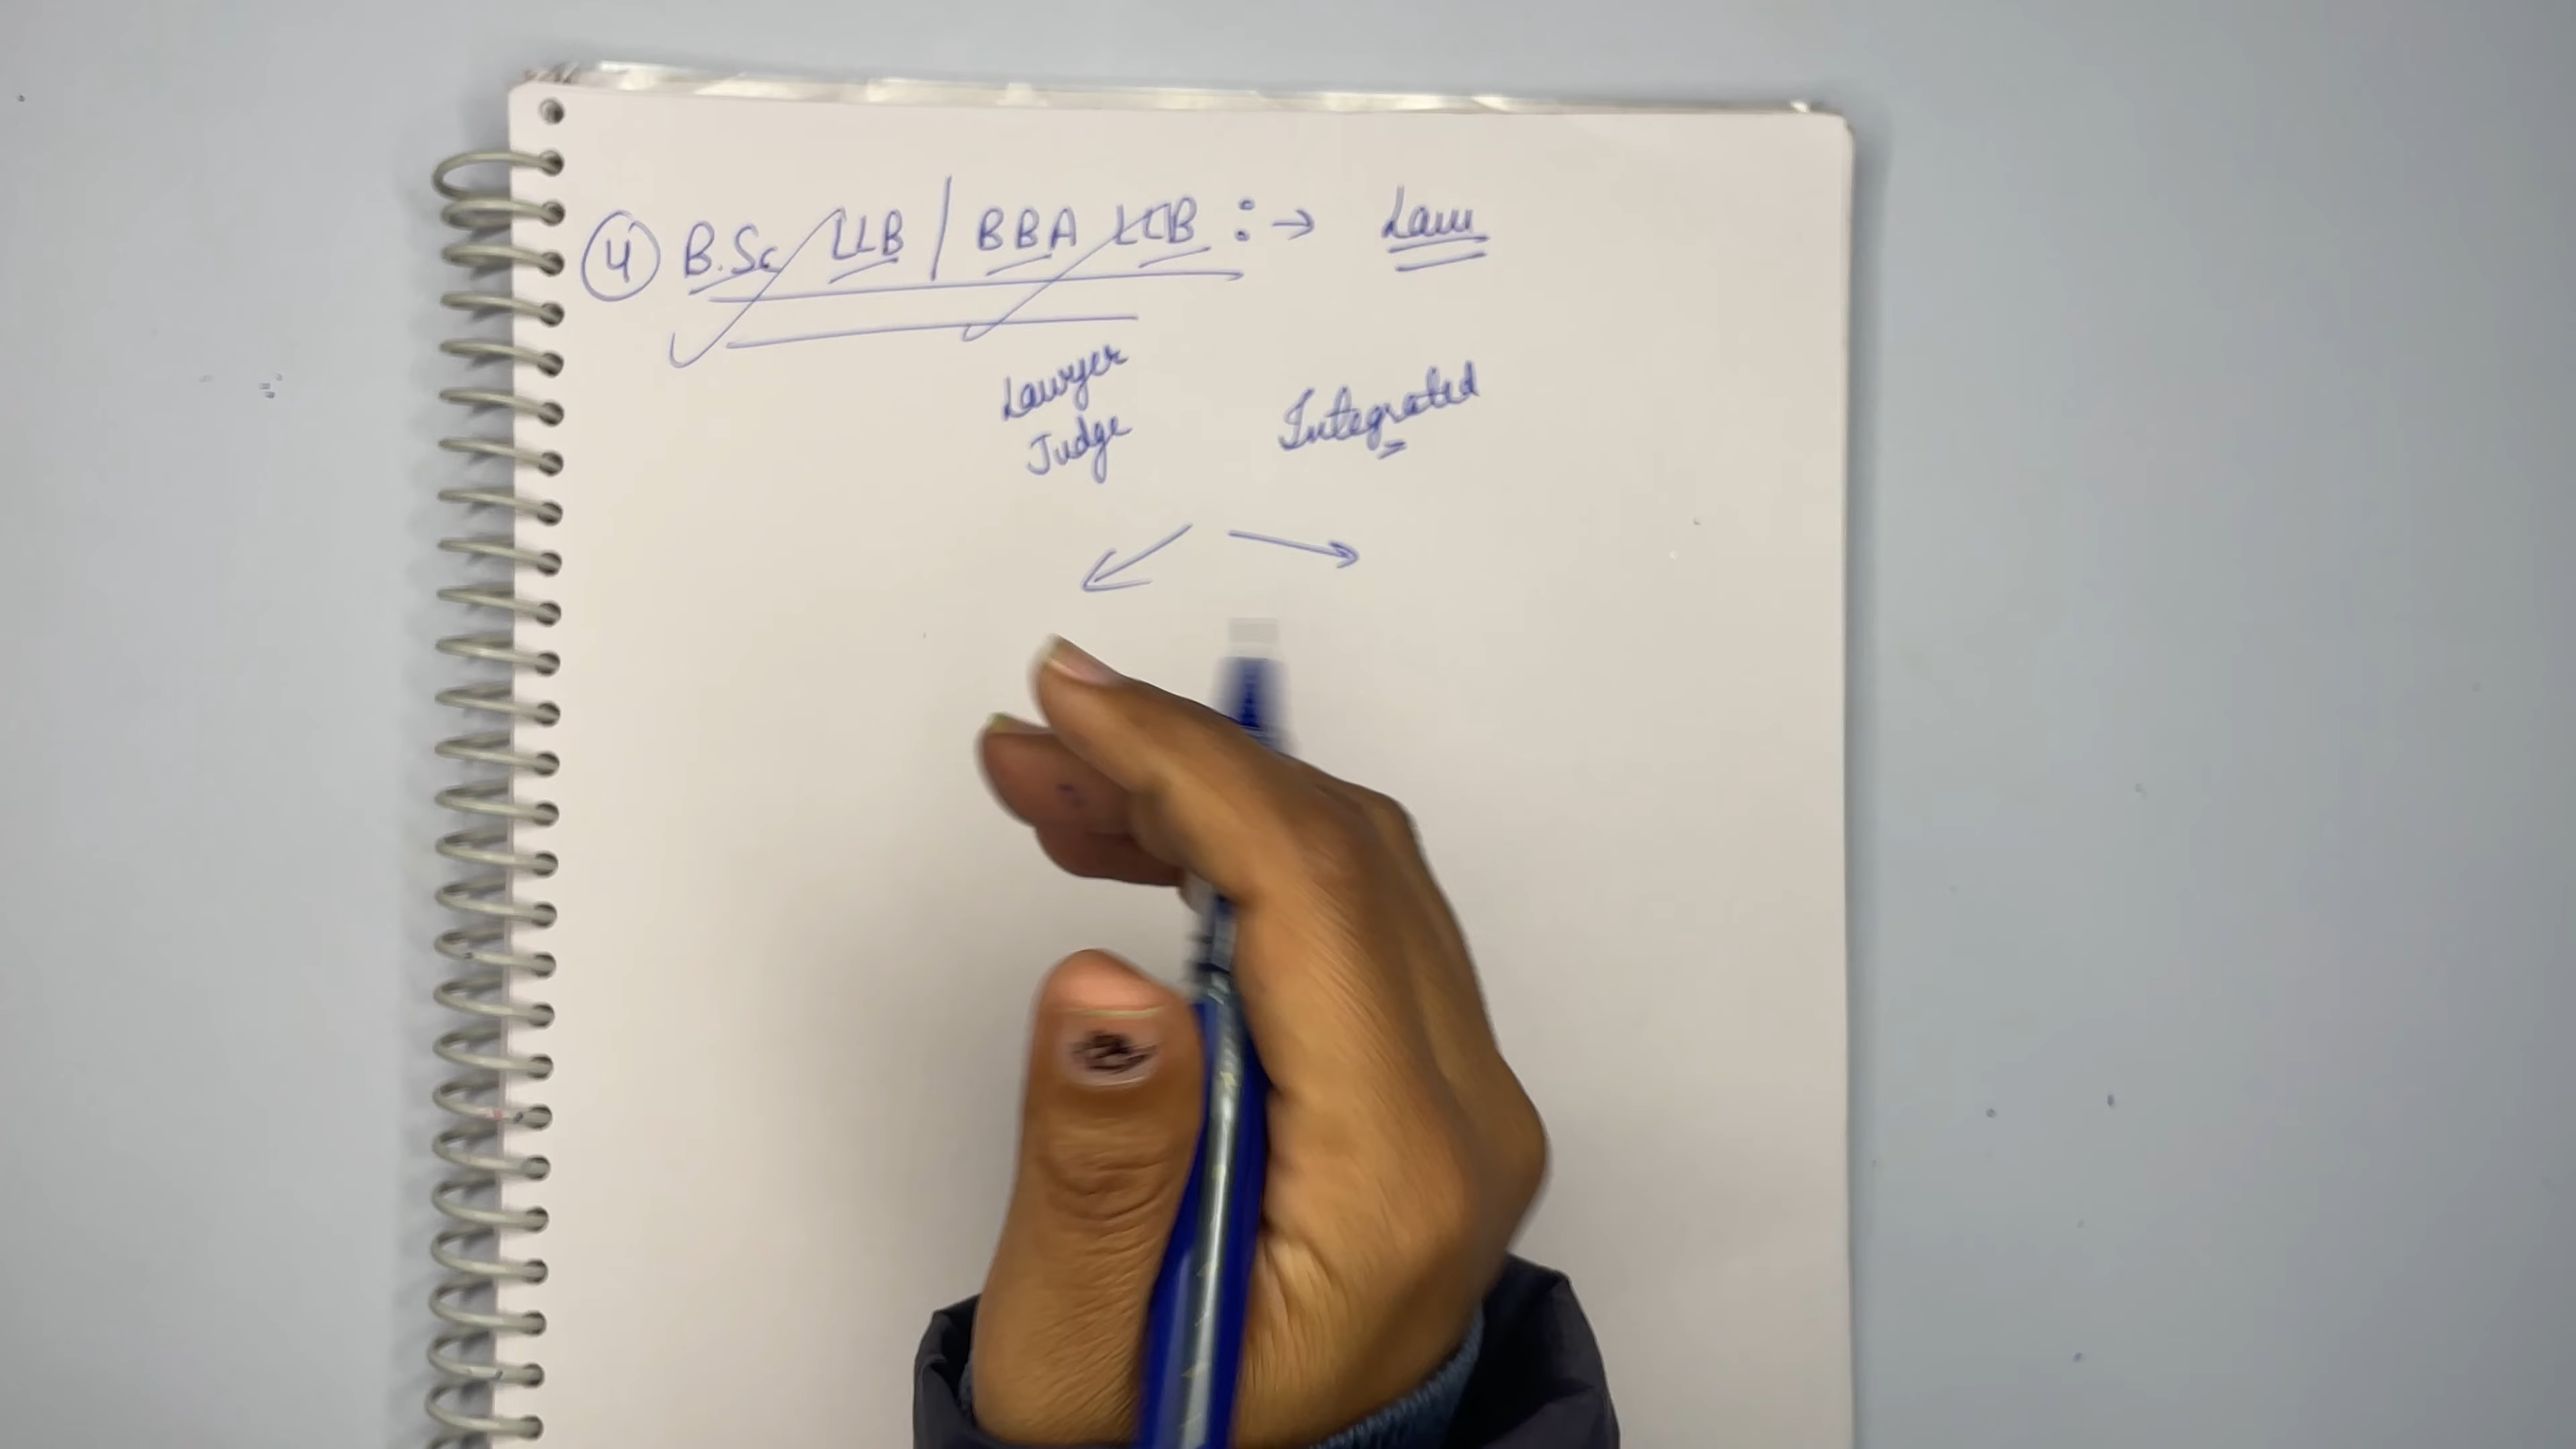 ④ B.Sc LLB / BBA LLB : → Law
Lawyer
Judge
Integrated